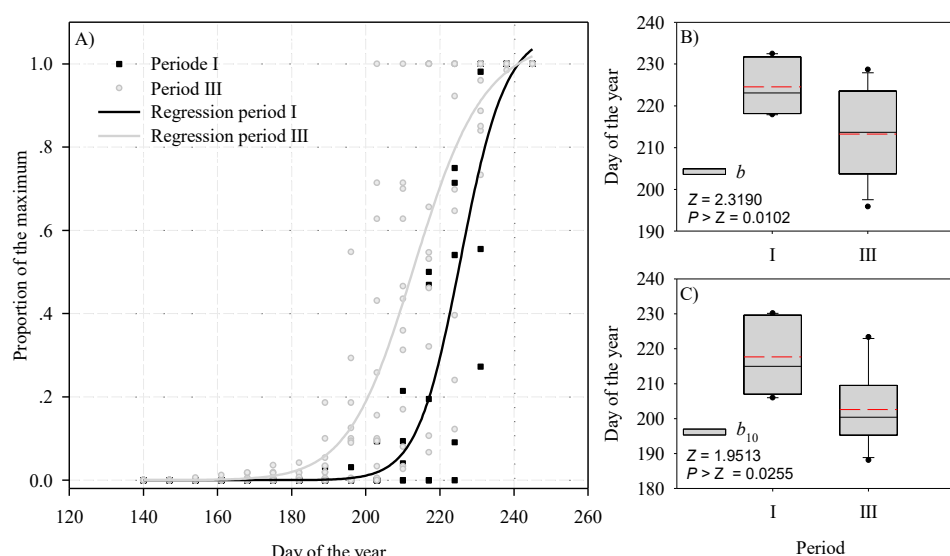 A)
Periode I
Period III
Regression period I
Regression period III
1.0
.8
.6
.4
.2
0.0
Proportion of the maximum
120 140 160 180 200 220 240 260
Day of the year
B)
240
230
220
210
200
190
Day of the year
b
Z = 2.3190
P > Z = 0.0102
I III
C)
240
230
220
210
200
190
180
Day of the year
b10
Z = 1.9513
P > Z = 0.0255
I III
Period